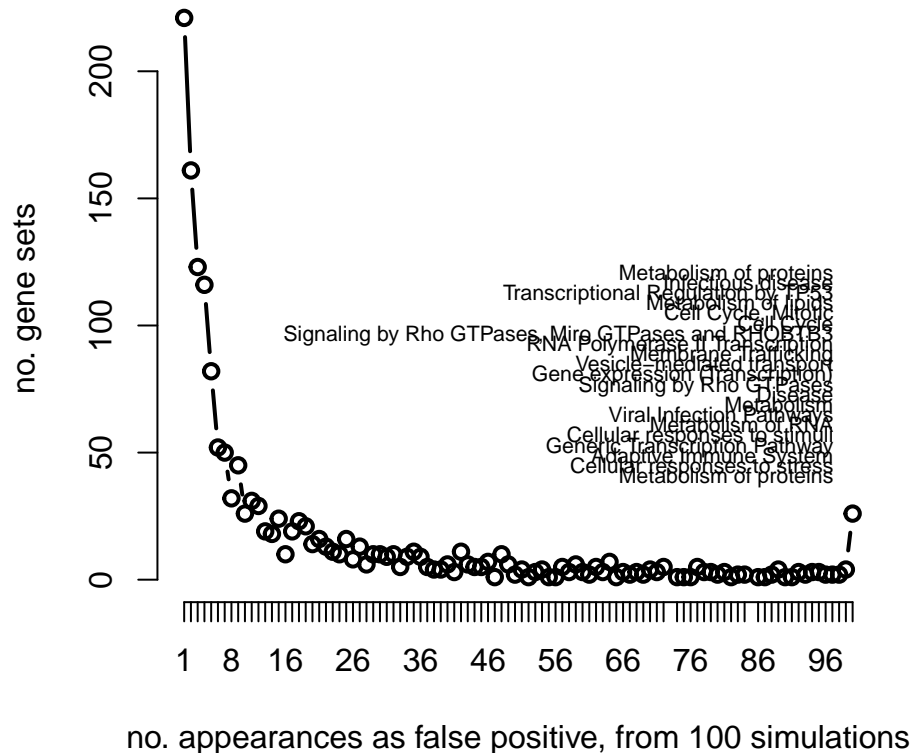 200
150
100
50
0
no. gene sets
Metabolism of proteins
Infectious disease
Transcriptional Regulation by TP53
Metabolism of lipids
Cell Cycle, Mitotic
Cell Cycle
Signaling by Rho GTPases, Miro GTPases and RHOBTB3
RNA Polymerase II Transcription
Membrane Trafficking
Vesicle−mediated transport
Gene expression (Transcription)
Signaling by Rho GTPases
Disease
Metabolism
Viral Infection Pathways
Metabolism of RNA
Cellular responses to stimuli
Generic Transcription Pathway
Adaptive Immune System
Cellular responses to stress
Metabolism of proteins
1 8 16 26 36 46 56 66 76 86 96
no. appearances as false positive, from 100 simulations